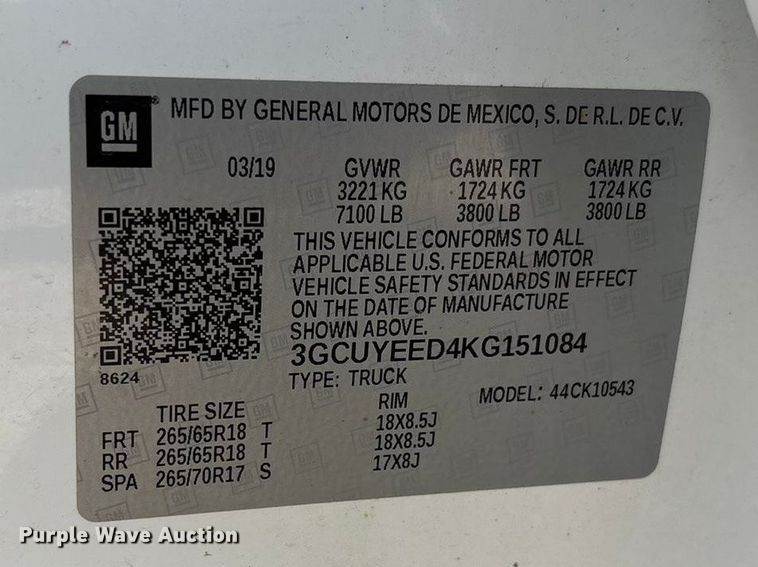 GM ® MFD BY GENERAL MOTORS DE MEXICO, S. DE R.L. DE C.V.
03/19 GVWR GAWR FRT GAWR RR
3221 KG 1724 KG 1724 KG
7100 LB 3800 LB 3800 LB
THIS VEHICLE CONFORMS TO ALL
APPLICABLE U.S. FEDERAL MOTOR
VEHICLE SAFETY STANDARDS IN EFFECT
ON THE DATE OF MANUFACTURE
SHOWN ABOVE.
3GCUYEED4KG151084
8624
TYPE: TRUCK MODEL: 44CK10543
TIRE SIZE RIM
FRT 265/65R18 T 18X8.5J
RR 265/65R18 T 18X8.5J
SPA 265/70R17 S 17X8J
Purple Wave Auction